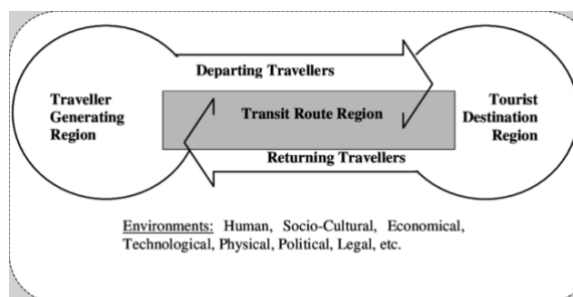 Departing Travellers
Traveller
Generating
Region
Transit Route Region
Tourist
Destination
Region
Returning Travellers
Environments: Human, Socio-Cultural, Economical,
Technological, Physical, Political, Legal, etc.